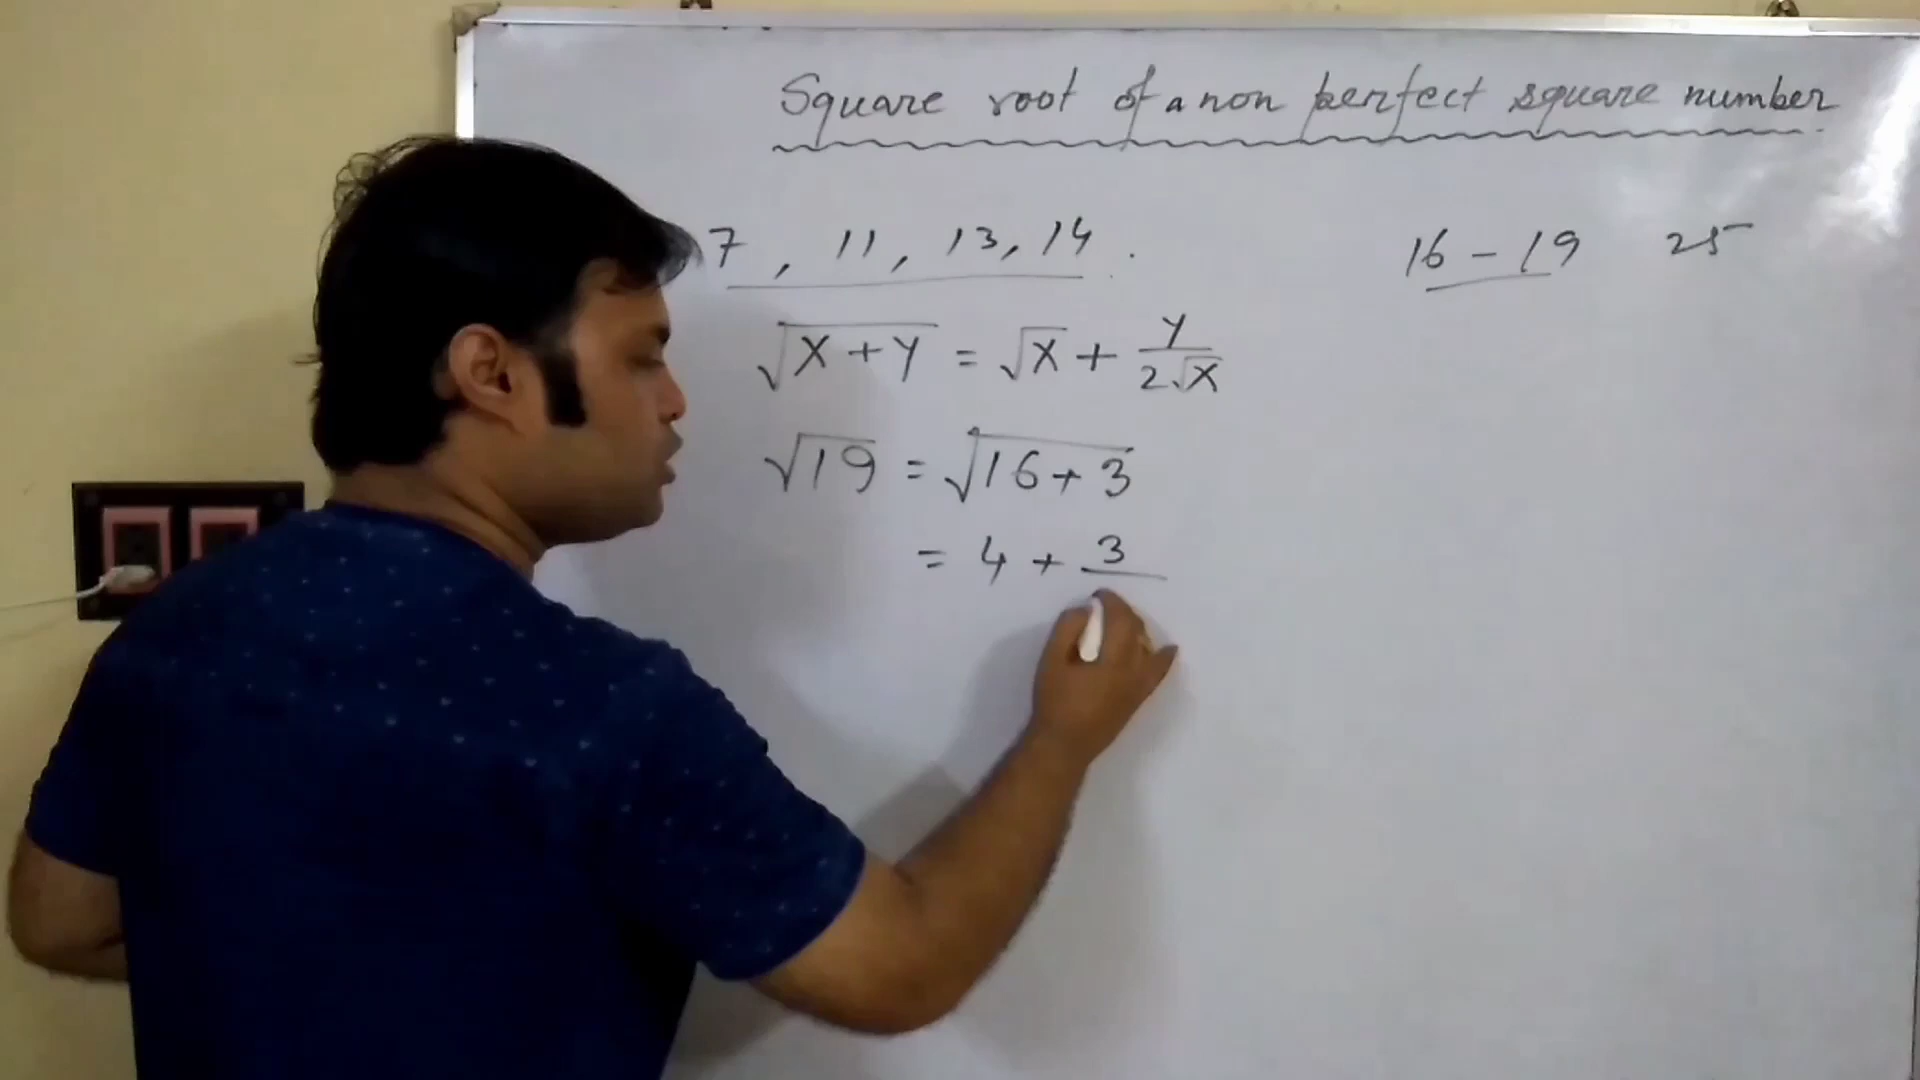 Square root of a non perfect square number
7, 11, 13, 14.
16 - 19 25
√(x+y) = √x + y/(2√x)
√19 = √(16+3)
= 4 + 3